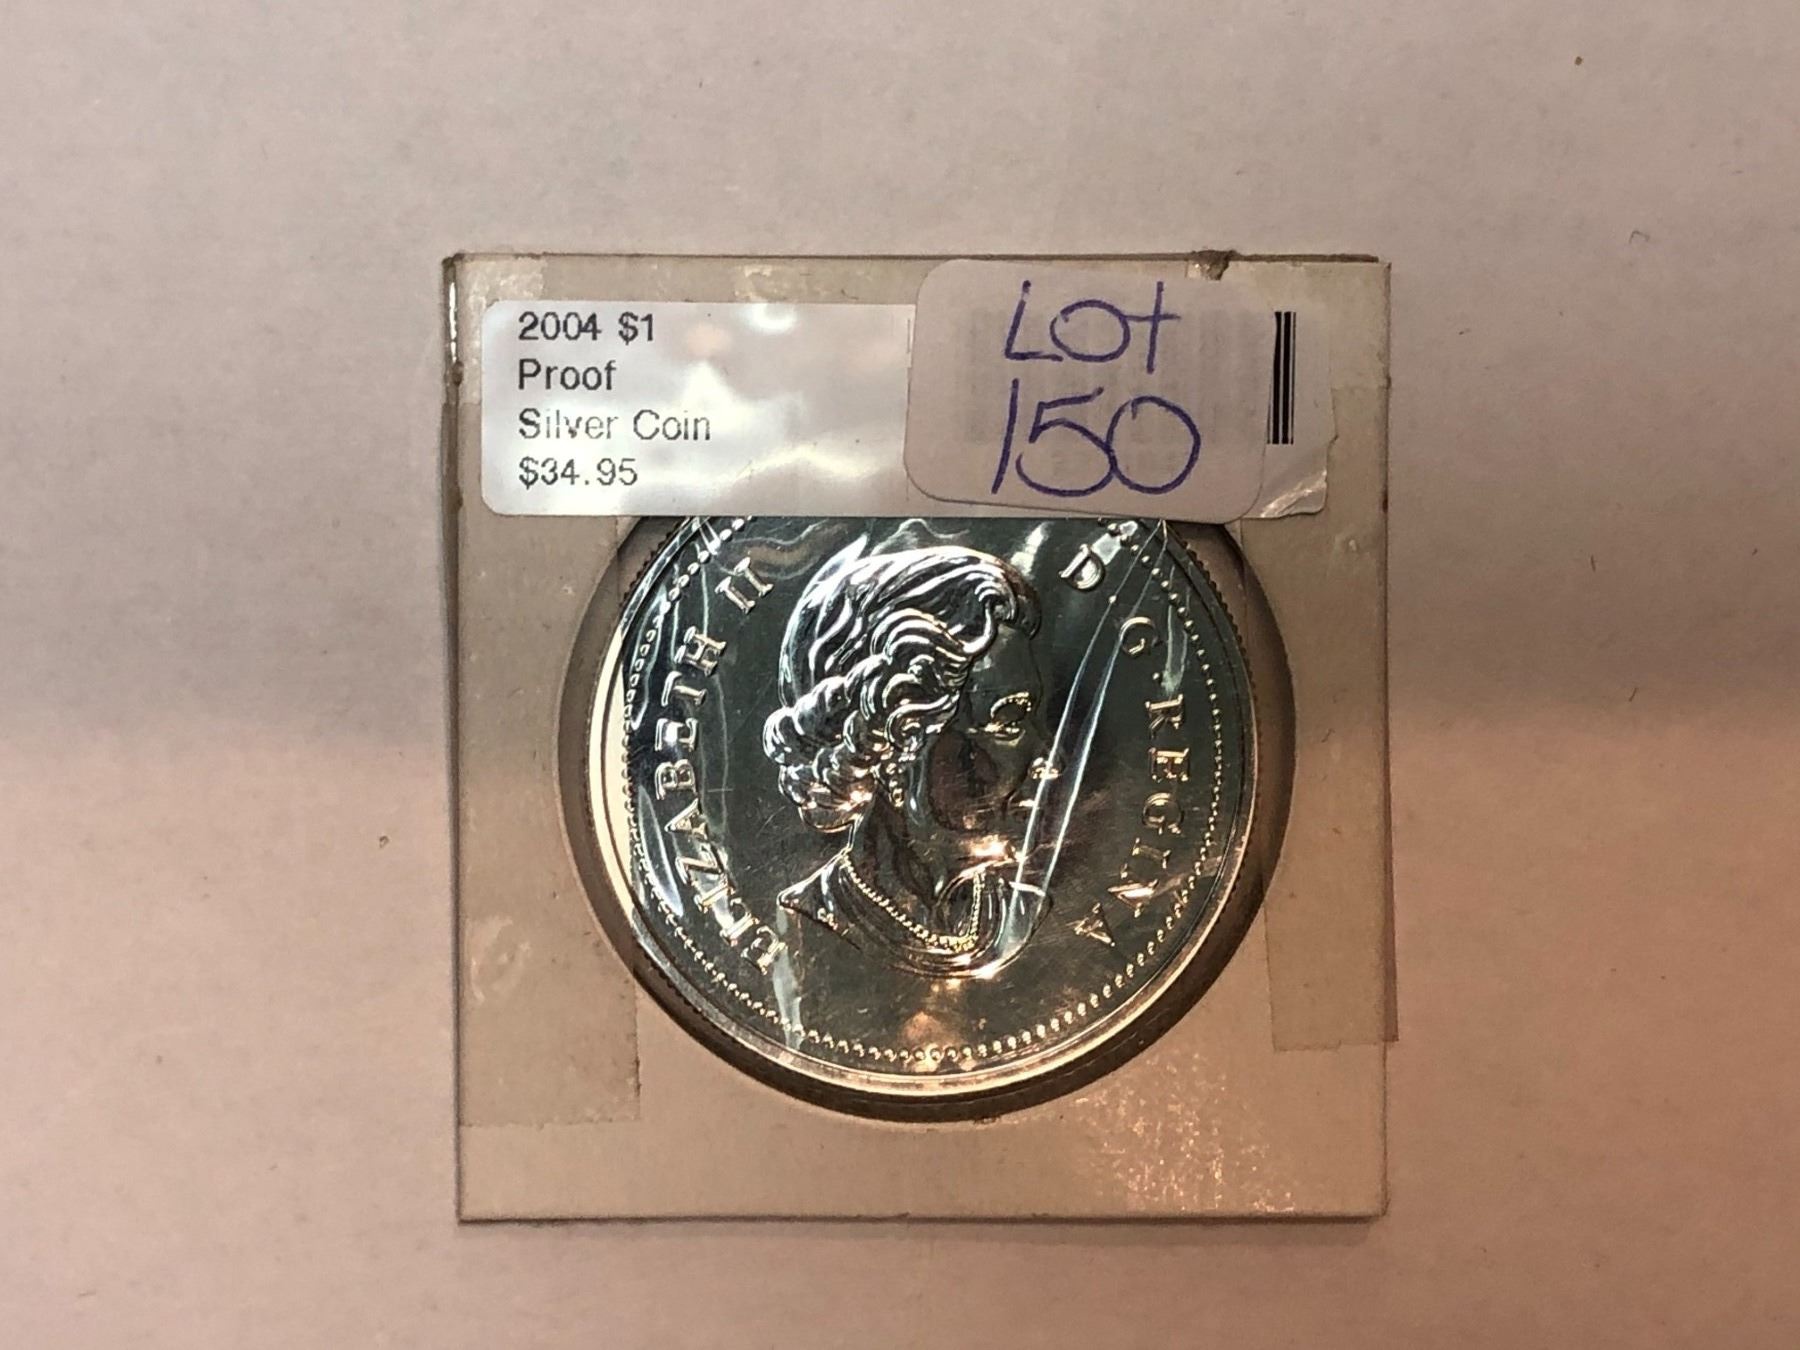 2004 $1
Proof
Silver Coin
$34.95
Lot
150
ELIZABETH II D. G. REGINA